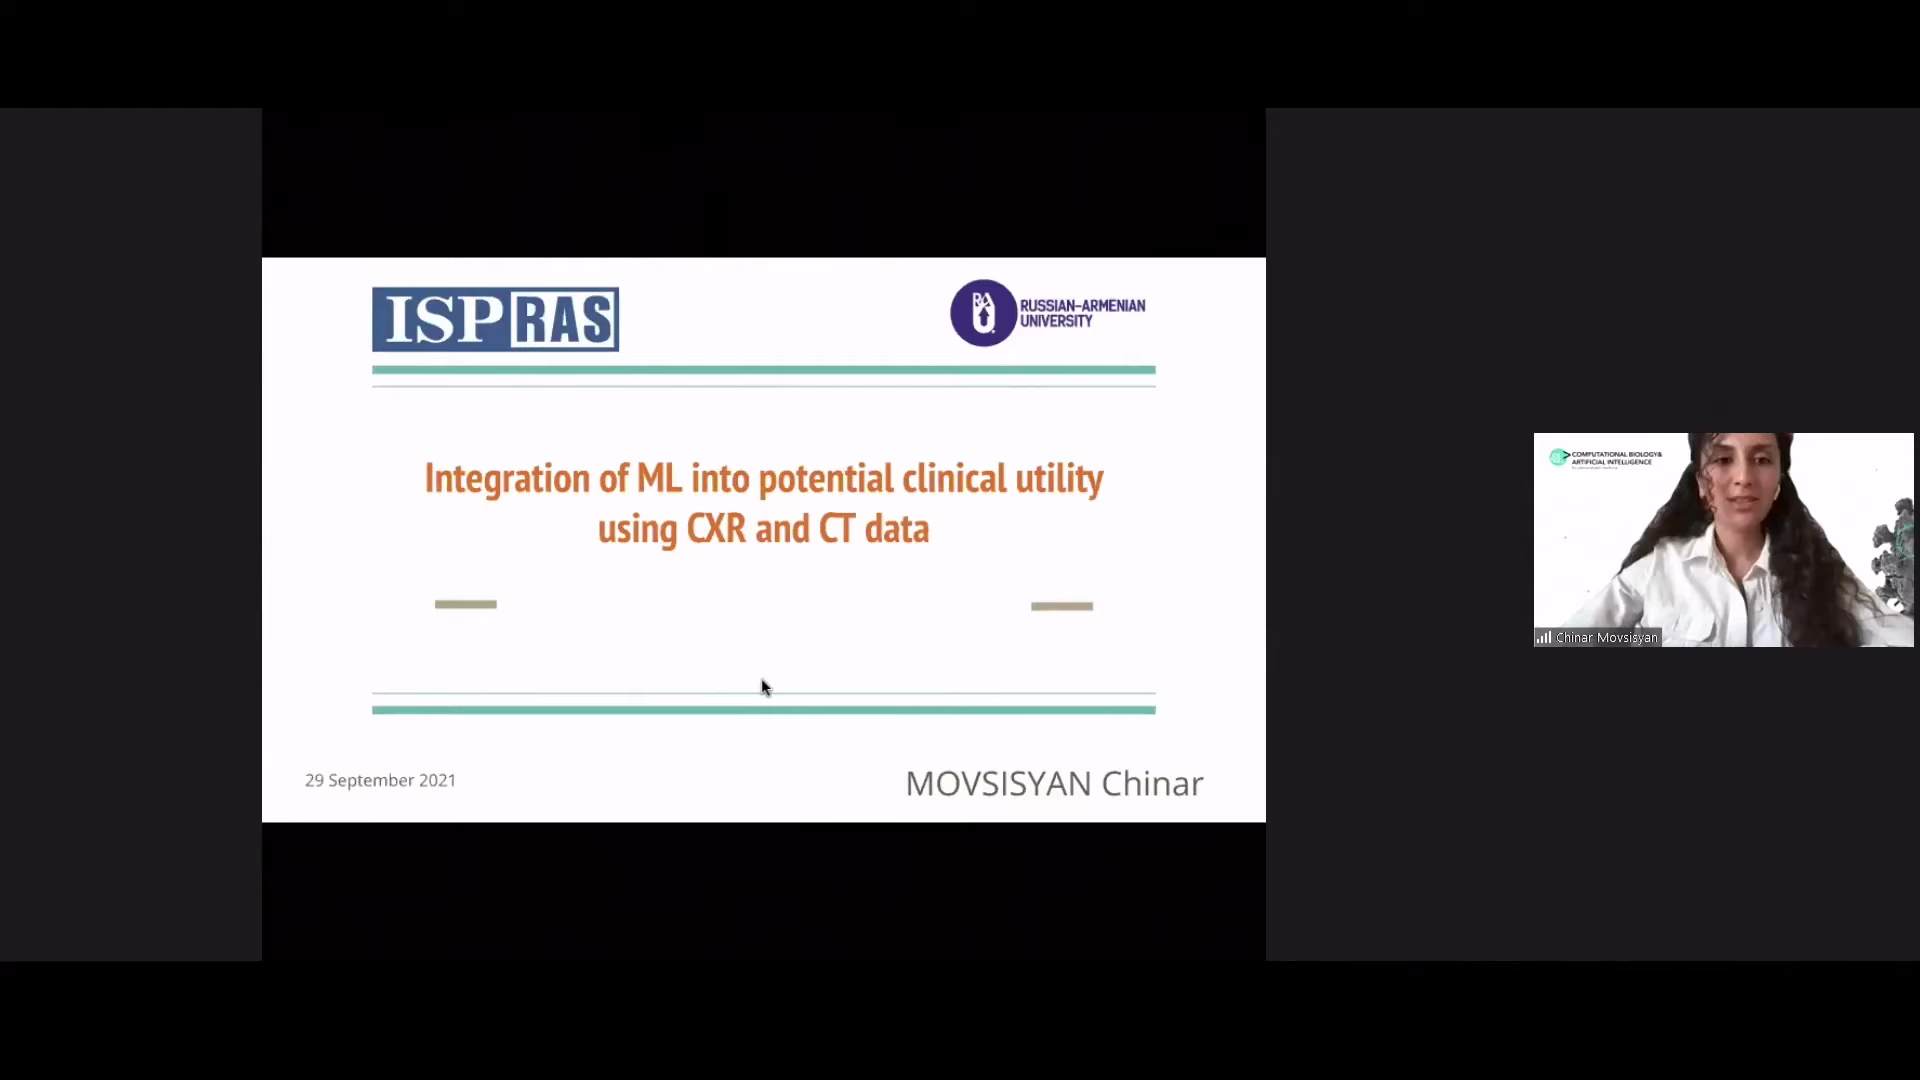 ISP RAS
RAU
RUSSIAN-ARMENIAN
UNIVERSITY
Integration of ML into potential clinical utility
using CXR and CT data
29 September 2021
MOVSISYAN Chinar
COMPUTATIONAL BIOLOGY&
ARTIFICIAL INTELLIGENCE
Chinar Movsisyan